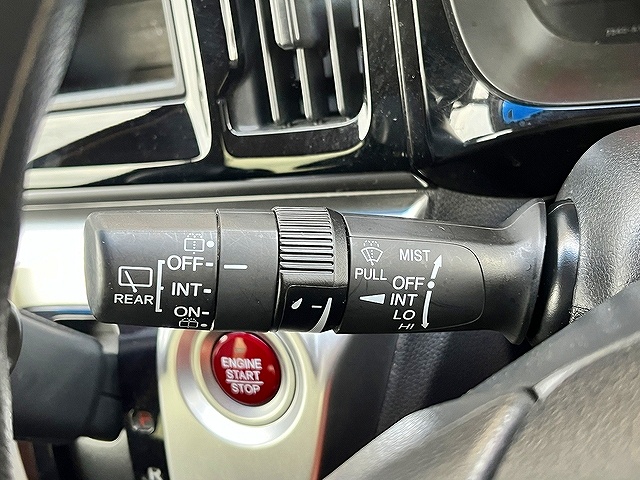 OFF
INT
ON
REAR
MIST
PULL
OFF
INT
LO
HI
ENGINE
START
STOP
R